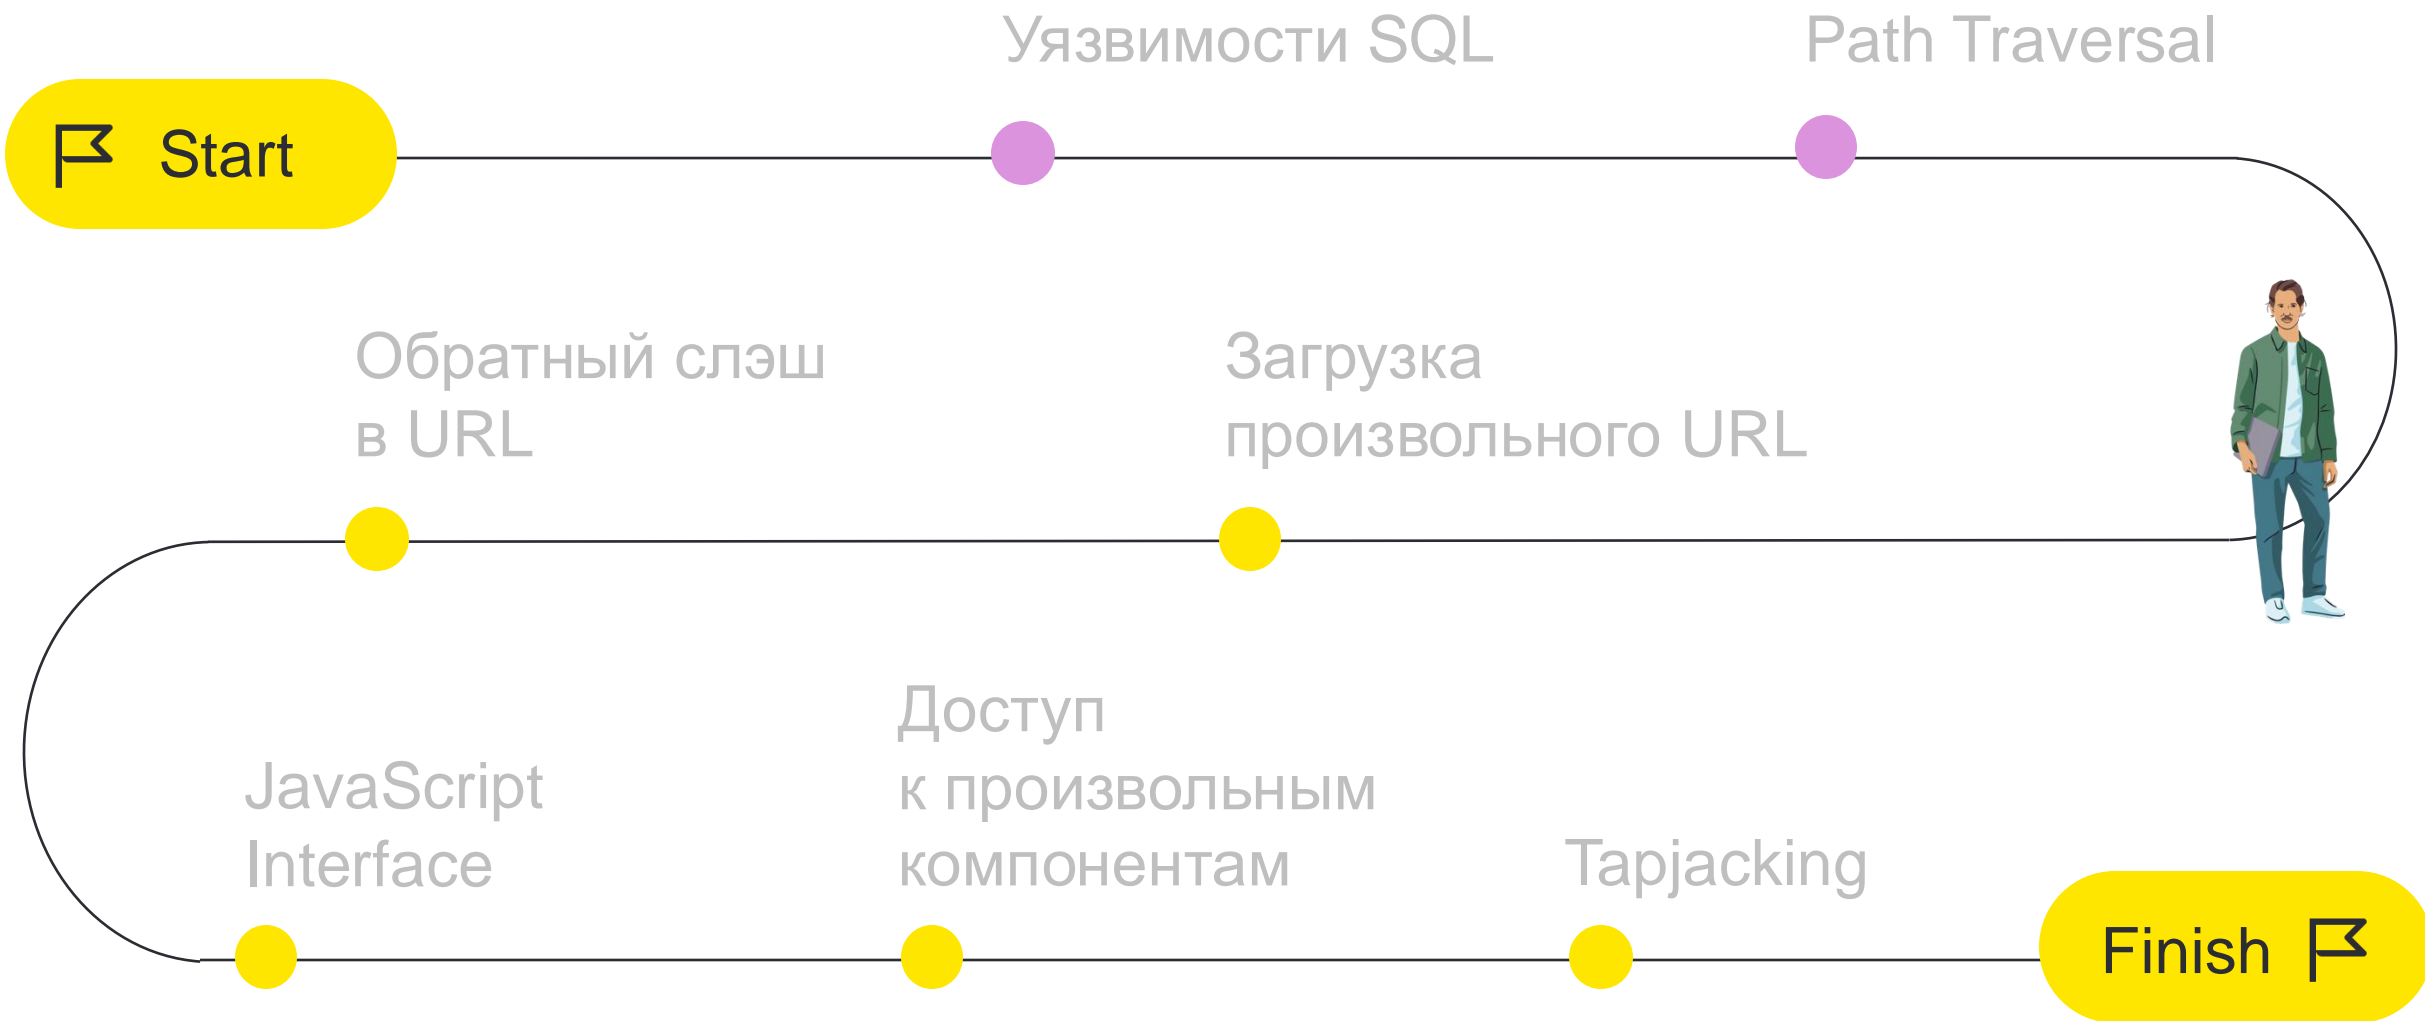 Уязвимости SQL
Path Traversal
Start
Обратный слэш
в URL
Загрузка
произвольного URL
JavaScript
Interface
Доступ
к произвольным
компонентам
Tapjacking
Finish